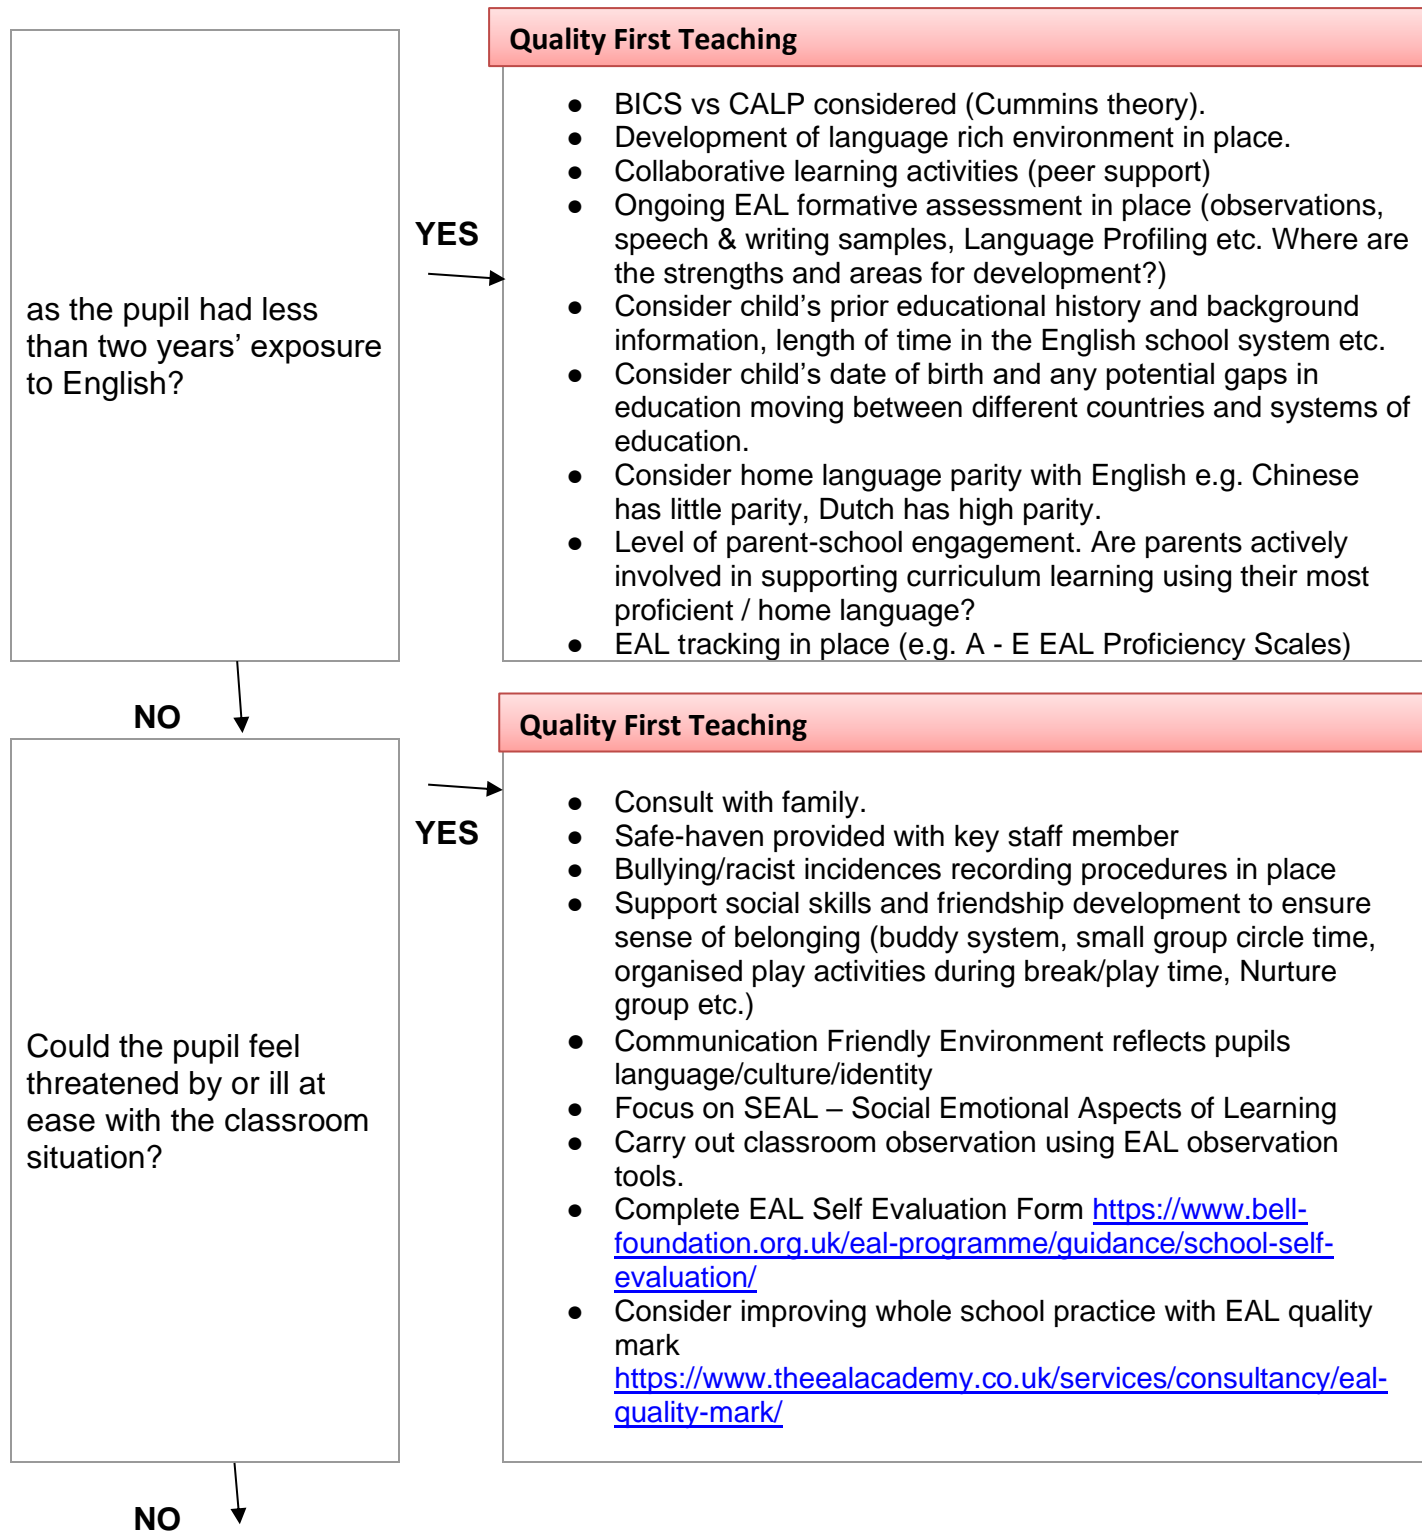 Quality First Teaching
as the pupil had less
than two years’ exposure
to English?
YES
● BICS vs CALP considered (Cummins theory).
● Development of language rich environment in place.
● Collaborative learning activities (peer support)
● Ongoing EAL formative assessment in place (observations,
speech & writing samples, Language Profiling etc. Where are
the strengths and areas for development?)
● Consider child’s prior educational history and background
information, length of time in the English school system etc.
● Consider child’s date of birth and any potential gaps in
education moving between different countries and systems of
education.
● Consider home language parity with English e.g. Chinese
has little parity, Dutch has high parity.
● Level of parent-school engagement. Are parents actively
involved in supporting curriculum learning using their most
proficient / home language?
● EAL tracking in place (e.g. A - E EAL Proficiency Scales)
NO
Quality First Teaching
Could the pupil feel
threatened by or ill at
ease with the classroom
situation?
YES
● Consult with family.
● Safe-haven provided with key staff member
● Bullying/racist incidences recording procedures in place
● Support social skills and friendship development to ensure
sense of belonging (buddy system, small group circle time,
organised play activities during break/play time, Nurture
group etc.)
● Communication Friendly Environment reflects pupils
language/culture/identity
● Focus on SEAL – Social Emotional Aspects of Learning
● Carry out classroom observation using EAL observation
tools.
● Complete EAL Self Evaluation Form https://www.bell-
foundation.org.uk/eal-programme/guidance/school-self-
evaluation/
● Consider improving whole school practice with EAL quality
mark
https://www.theealacademy.co.uk/services/consultancy/eal-
quality-mark/
NO